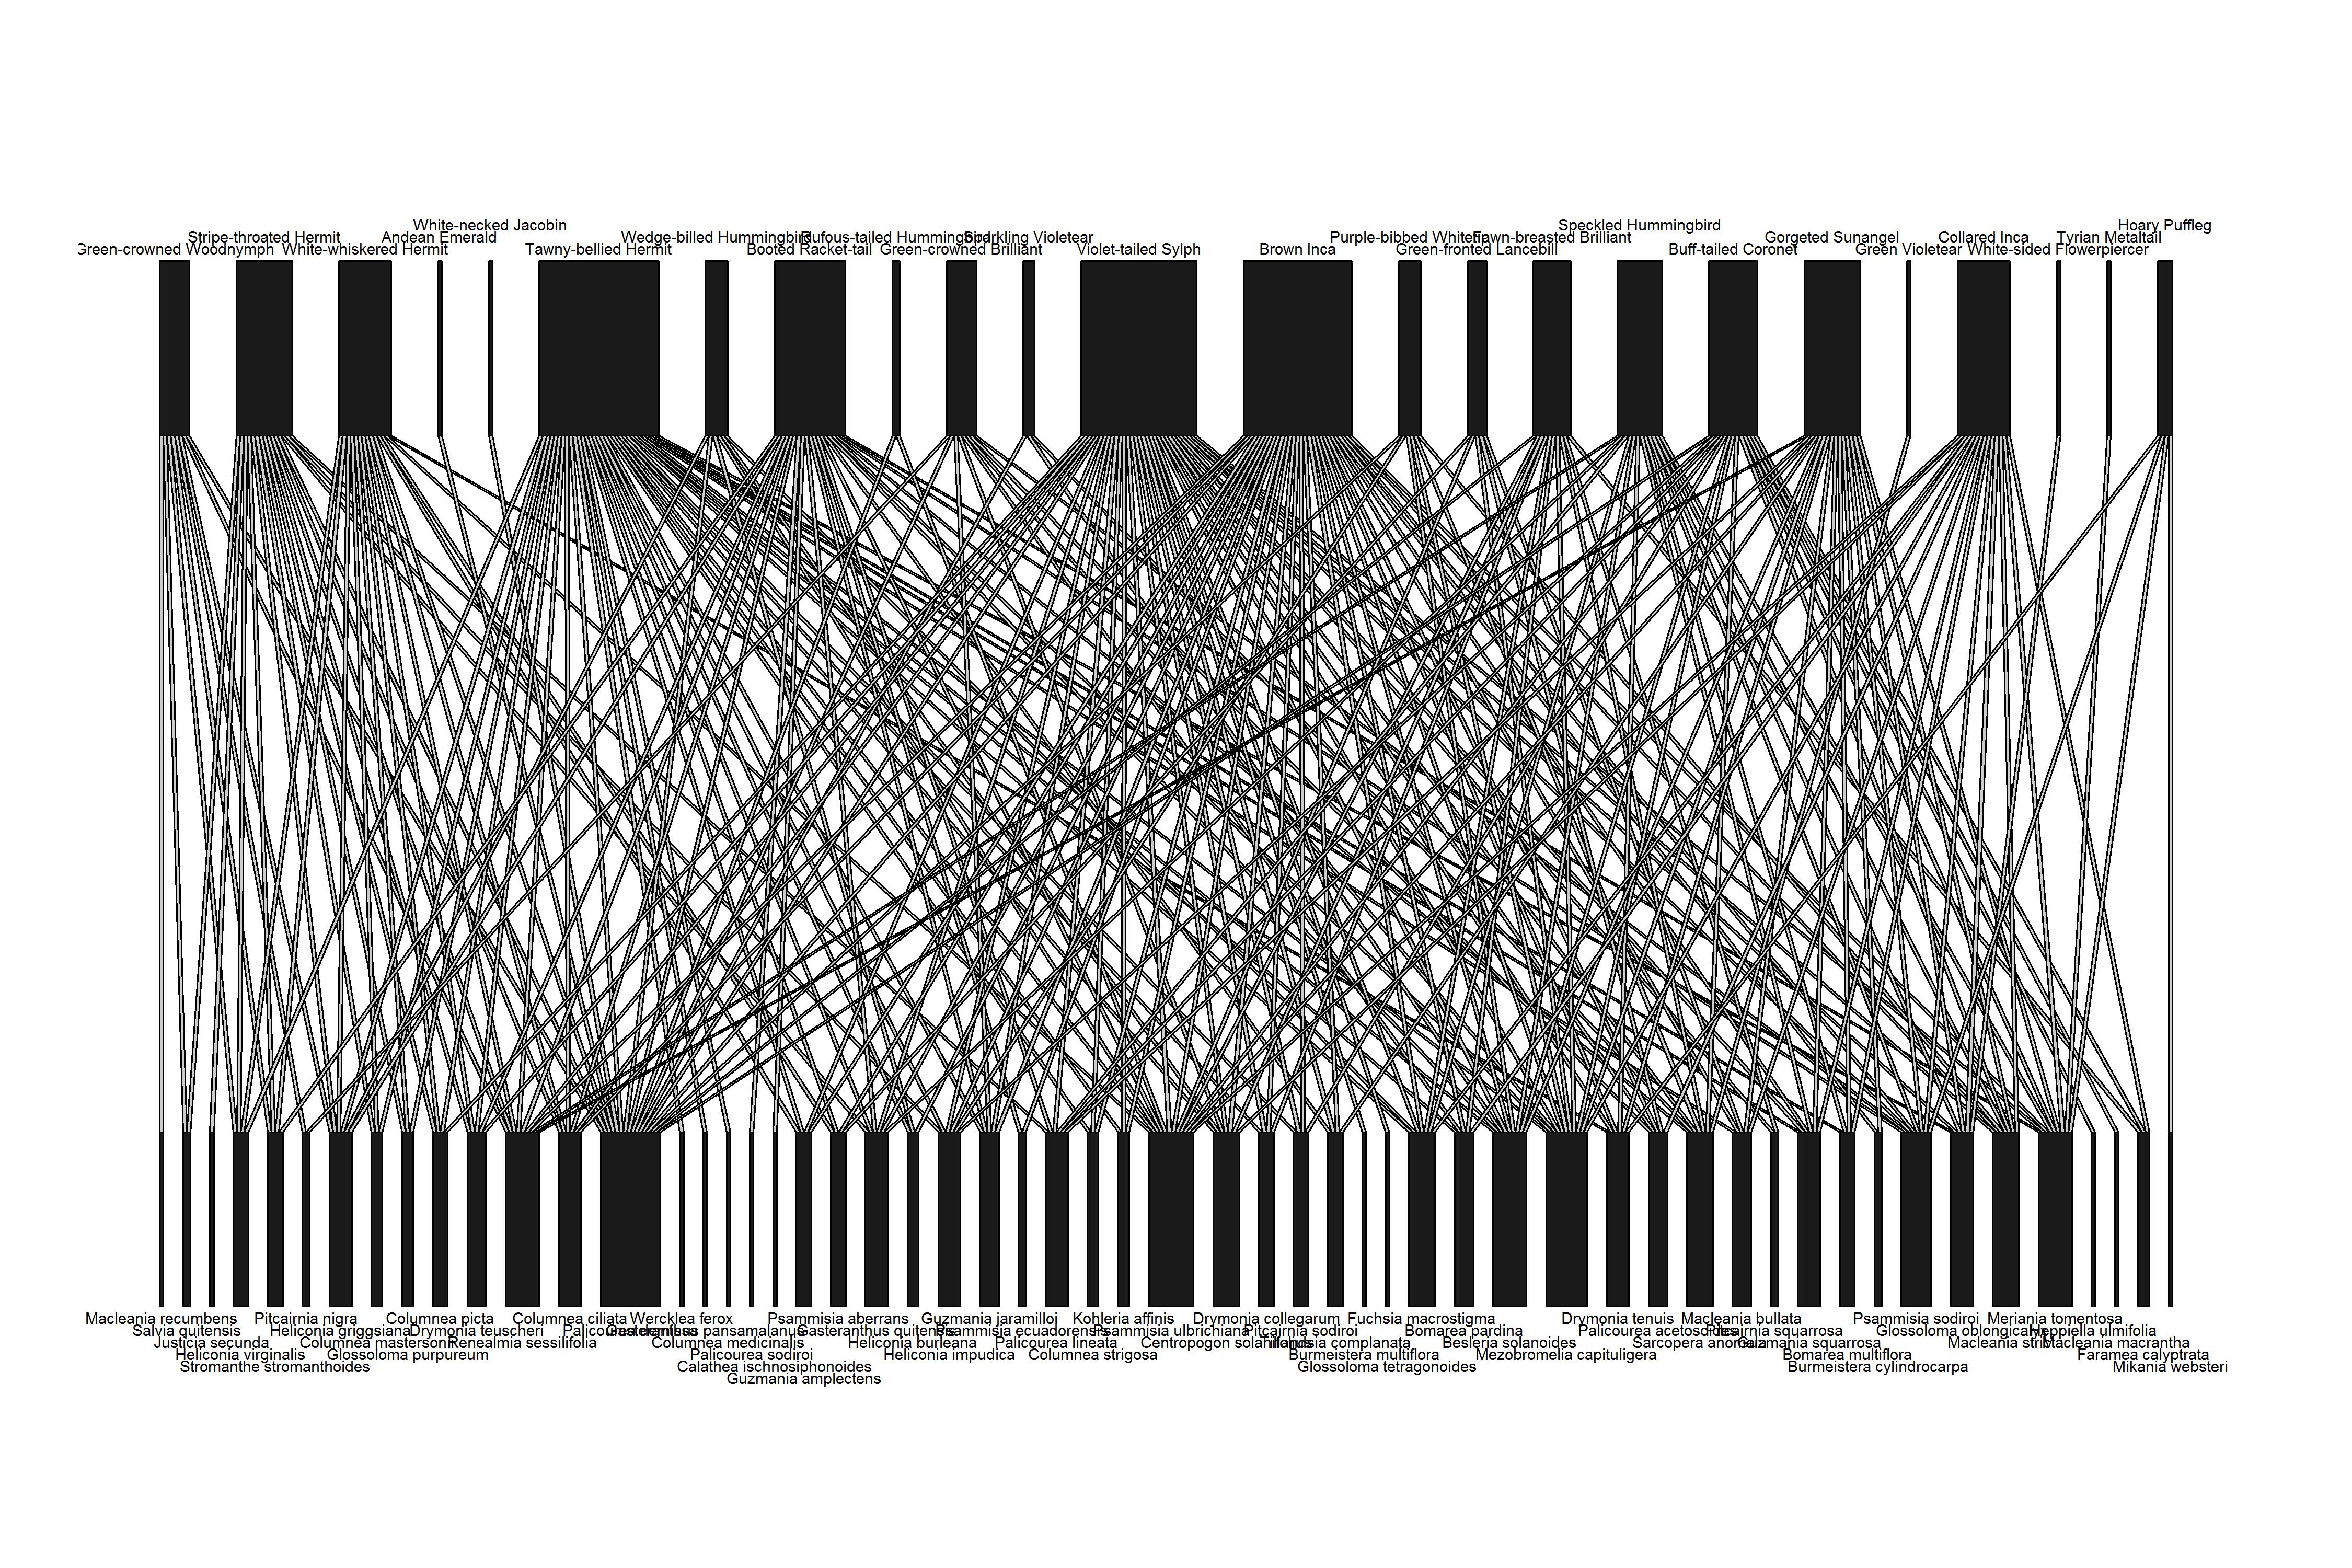 White-necked Jacobin
Speckled Hummingbird
Hoary Puffleg
Stripe-throated Hermit
Andean Emerald
Wedge-billed Hummingbird
Rufous-tailed Hummingbird
Sparkling Violetear
Purple-bibbed Whitetip
Fawn-breasted Brilliant
Gorgeted Sunangel
Collared Inca
Tyrian Metaltail
Green-crowned Woodnymph
White-whiskered Hermit
Tawny-bellied Hermit
Booted Racket-tail
Green-crowned Brilliant
Violet-tailed Sylph
Brown Inca
Green-fronted Lancebill
Buff-tailed Coronet
Green Violetear
White-sided Flowerpiercer
Macleania recumbens
Pitcairnia nigra
Columnea picta
Columnea ciliata
Wercklea ferox
Psammisia aberrans
Guzmania jaramilloi
Kohleria affinis
Drymonia collegarum
Fuchsia macrostigma
Drymonia tenuis
Macleania bullata
Psammisia sodiroi
Meriania tomentosa
Salvia quitensis
Heliconia griggsiana
Drymonia teuscheri
pansamalanus
Gasteranthus quitensis
Psammisia ecuadorensis
Psammisia ulbrichiana
Pitcairnia sodiroi
Bomarea pardina
Palicourea
squarrosa
Glossoloma oblongicalyx
Heppiella ulmifolia
Justicia secunda
Columnea mastersonii
Renealmia sessilifolia
Columnea medicinalis
Heliconia burleana
Palicourea lineata
Centropogon solanifolius
complanata
Besleria solanoides
Sarcopera anomala
Guzmania squarrosa
Macleania stricta
Macleania macrantha
Heliconia virginalis
Glossoloma purpureum
Palicourea sodiroi
Heliconia impudica
Columnea strigosa
Burmeistera multiflora
Mezobromelia capituligera
Bomarea multiflora
Faramea calyptrata
Stromanthe stromanthoides
Calathea ischnosiphonoides
Glossoloma tetragonoides
Burmeistera cylindrocarpa
Mikania websteri
Guzmania amplectens